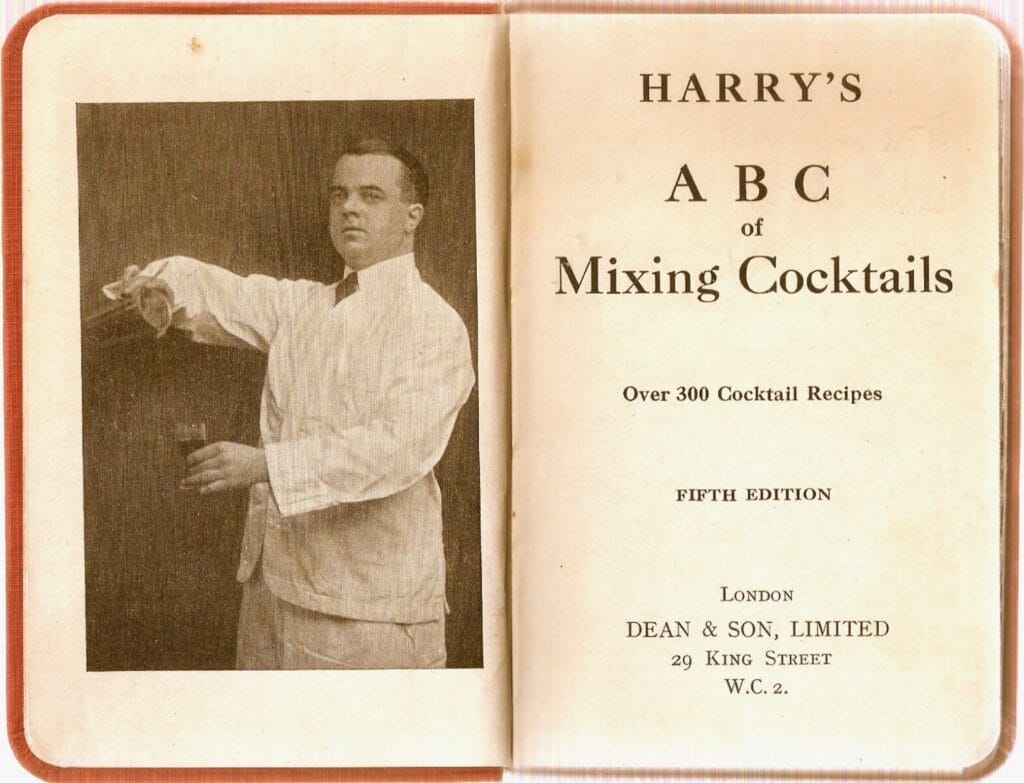 HARRY'S
A B C
of
Mixing Cocktails
Over 300 Cocktail Recipes
FIFTH EDITION
London
DEAN & SON, LIMITED
29 King Street
W.C. 2.